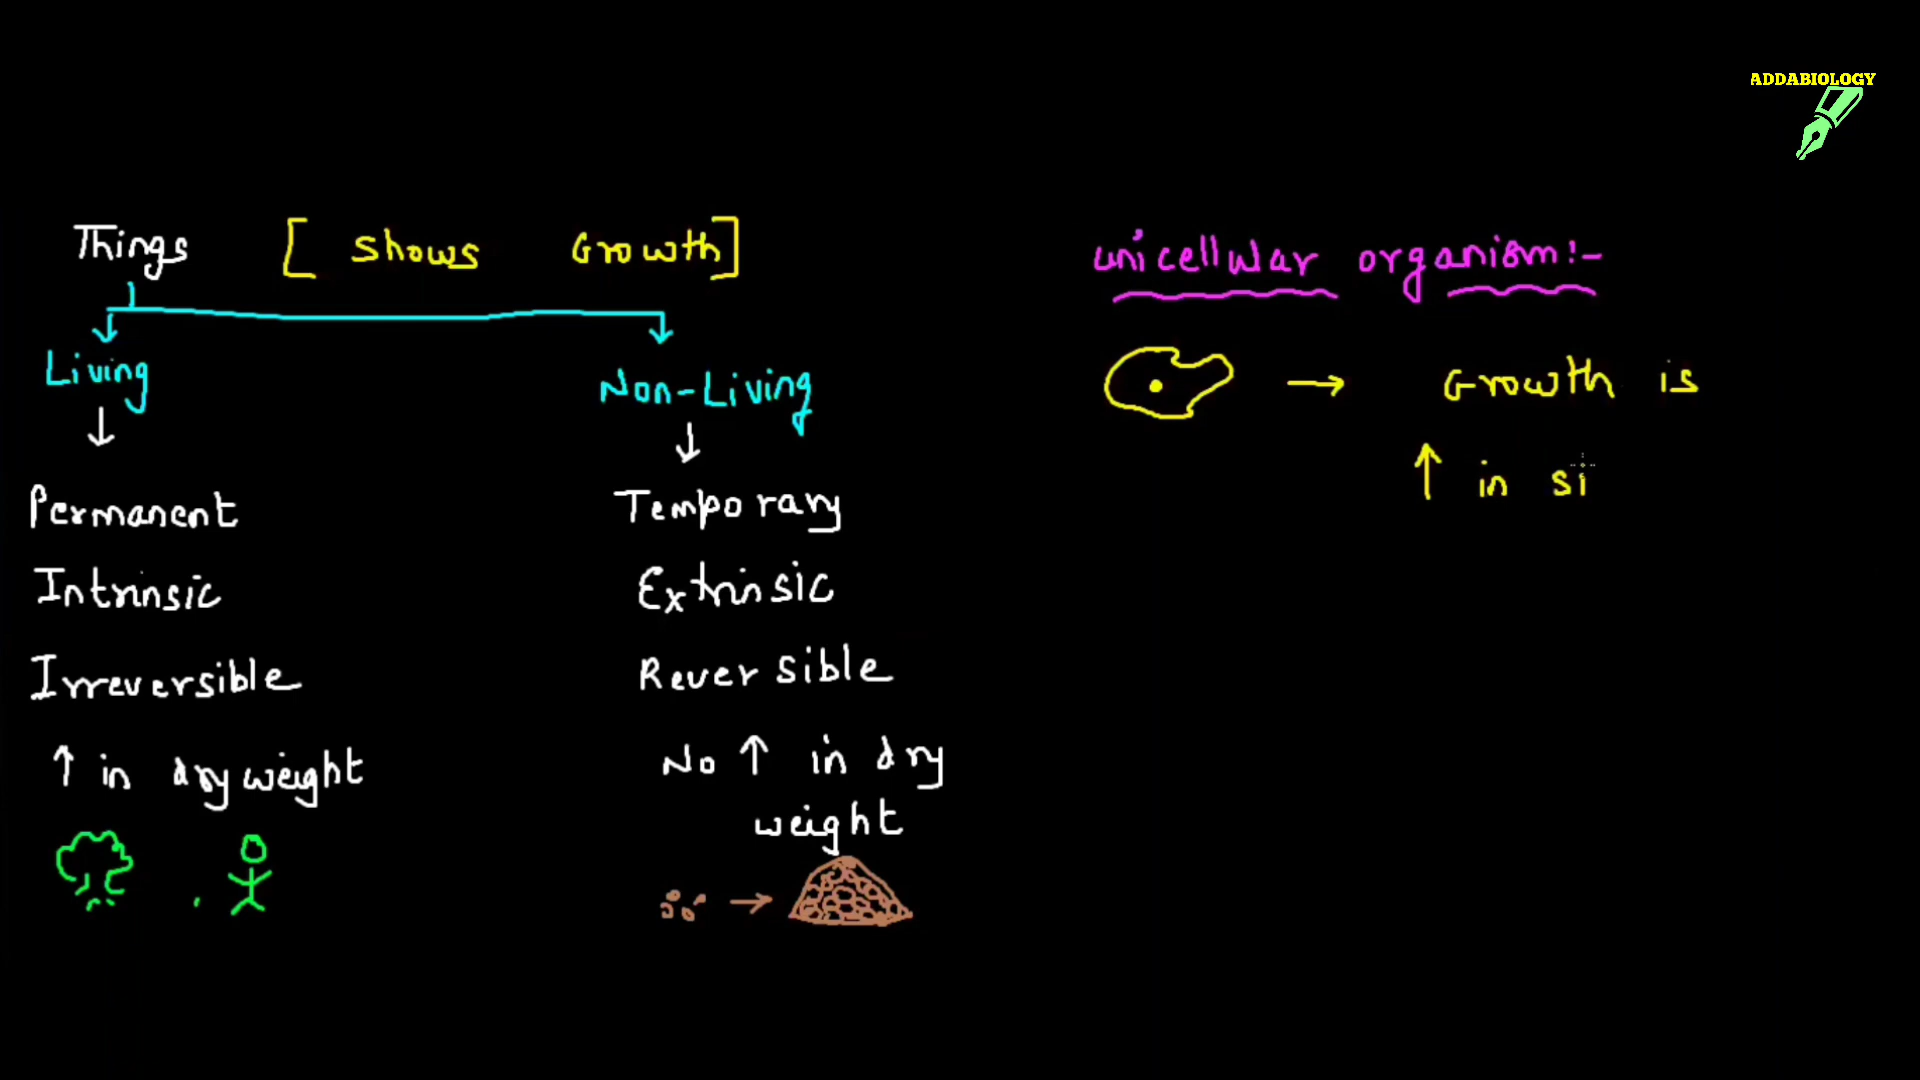 ADDABIOLOGY
Things [ shows Growth]
Living
Non-Living
Permanent
Intrinsic
Irreversible
↑ in dry weight
Temporary
Extrinsic
Reversible
No ↑ in dry
weight
unicellular organism:-
→ Growth is
↑ in si